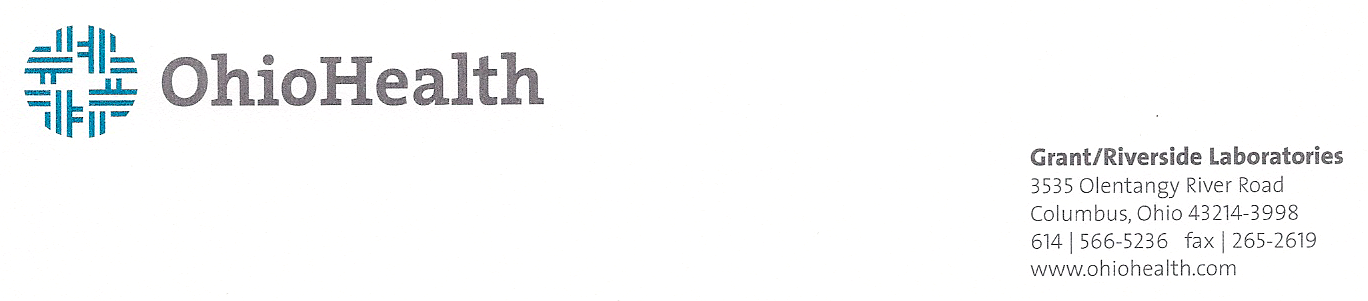 OhioHealth
Grant/Riverside Laboratories
3535 Olentangy River Road
Columbus, Ohio 43214-3998
614 | 566-5236 fax | 265-2619
www.ohiohealth.com